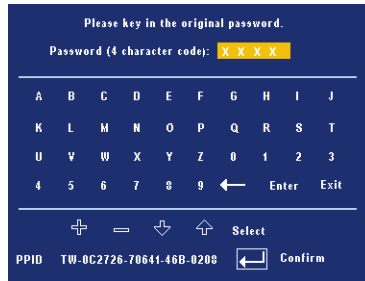 Please key in the original password.
Password (4 character code): X X X X
A B C D E F G H I J
K L M N O P Q R S T
U V W X Y Z 0 1 2 3
4 5 6 7 8 9 ← Enter Exit
Select
PPID TW-0C2726-70641-46B-0208 Confirm